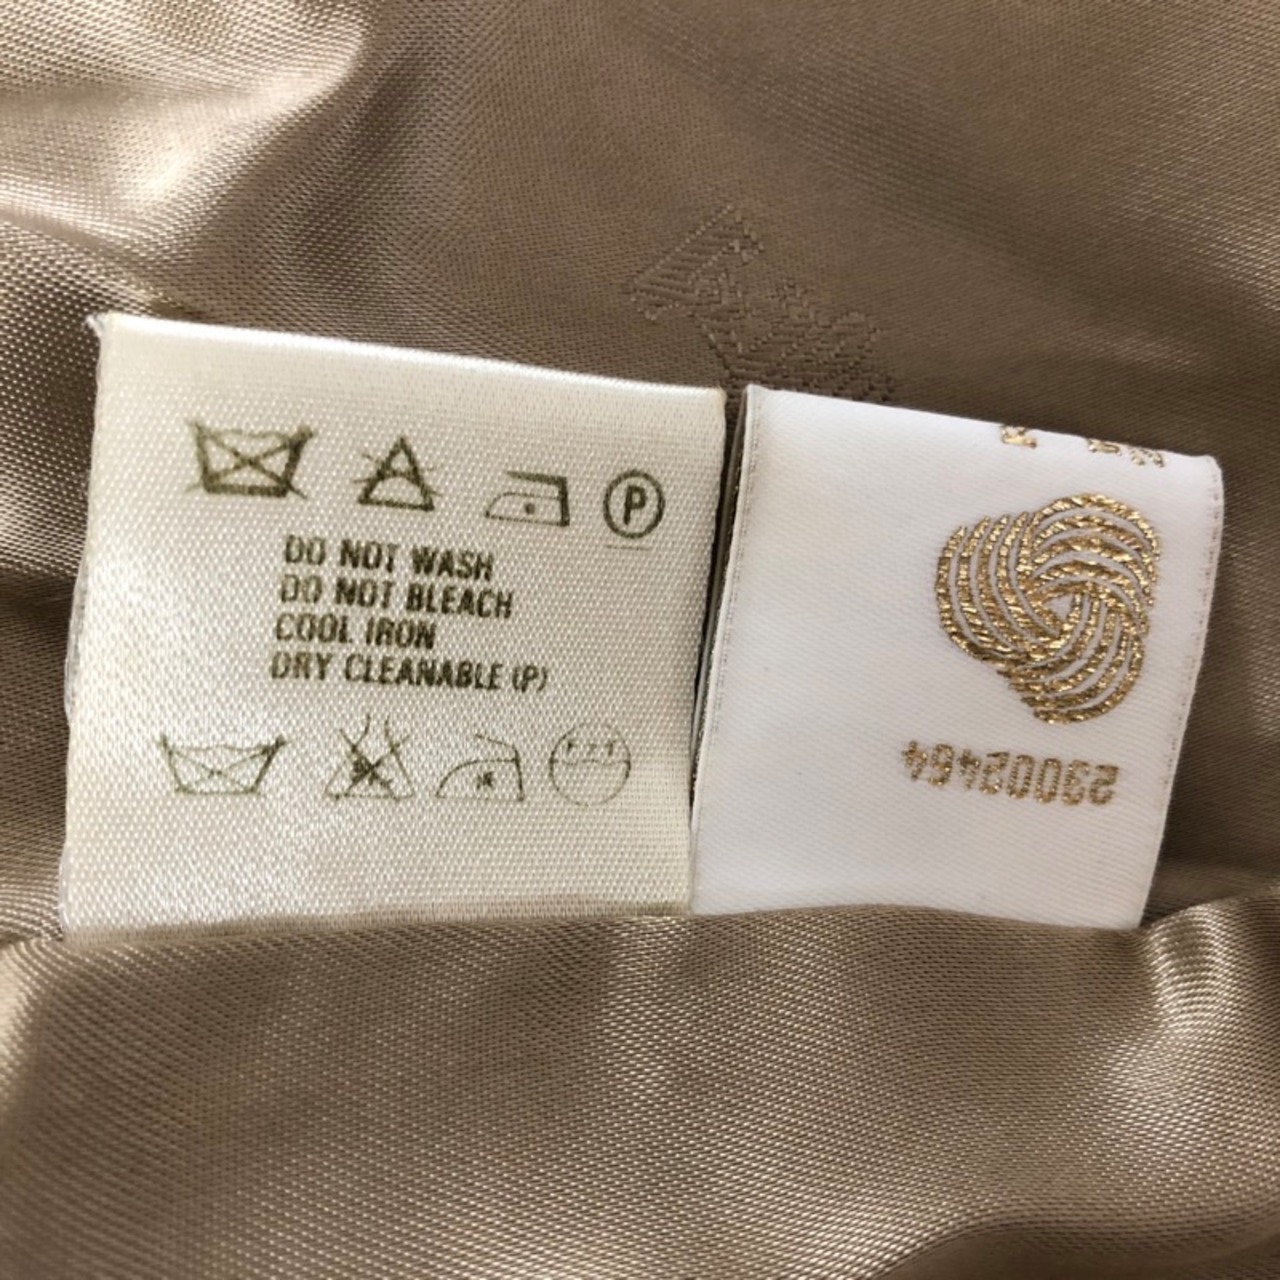 P
DO NOT WASH
DO NOT BLEACH
COOL IRON
DRY CLEANABLE (P)
23002464